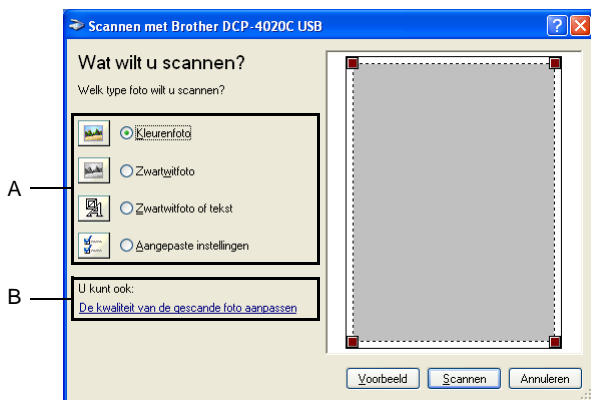 Scannen met Brother DCP-4020C USB
Wat wilt u scannen?
Welk type foto wilt u scannen?
A
Kleurenfoto
Zwartwitfoto
Zwartwitfoto of tekst
Aangepaste instellingen
B
U kunt ook:
De kwaliteit van de gescande foto aanpassen
Voorbeeld
Scannen
Annuleren